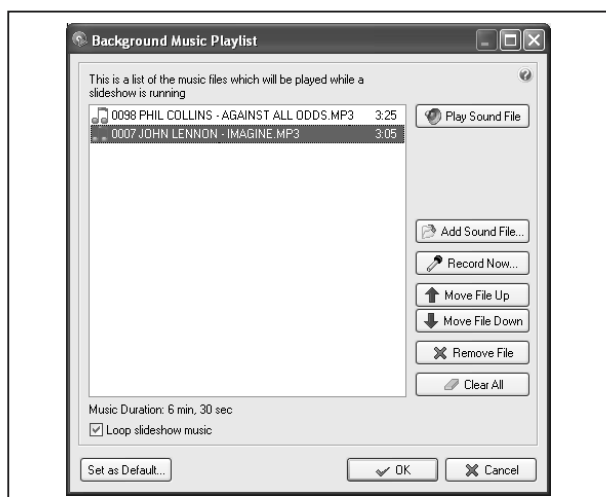 Background Music Playlist
This is a list of the music files which will be played while a
slideshow is running
0098 PHIL COLLINS - AGAINST ALL ODDS.MP3 3:25
0007 JOHN LENNON - IMAGINE.MP3 3:05
Play Sound File
Add Sound File...
Record Now...
Move File Up
Move File Down
Remove File
Clear All
Music Duration: 6 min, 30 sec
Loop slideshow music
Set as Default...
OK
Cancel